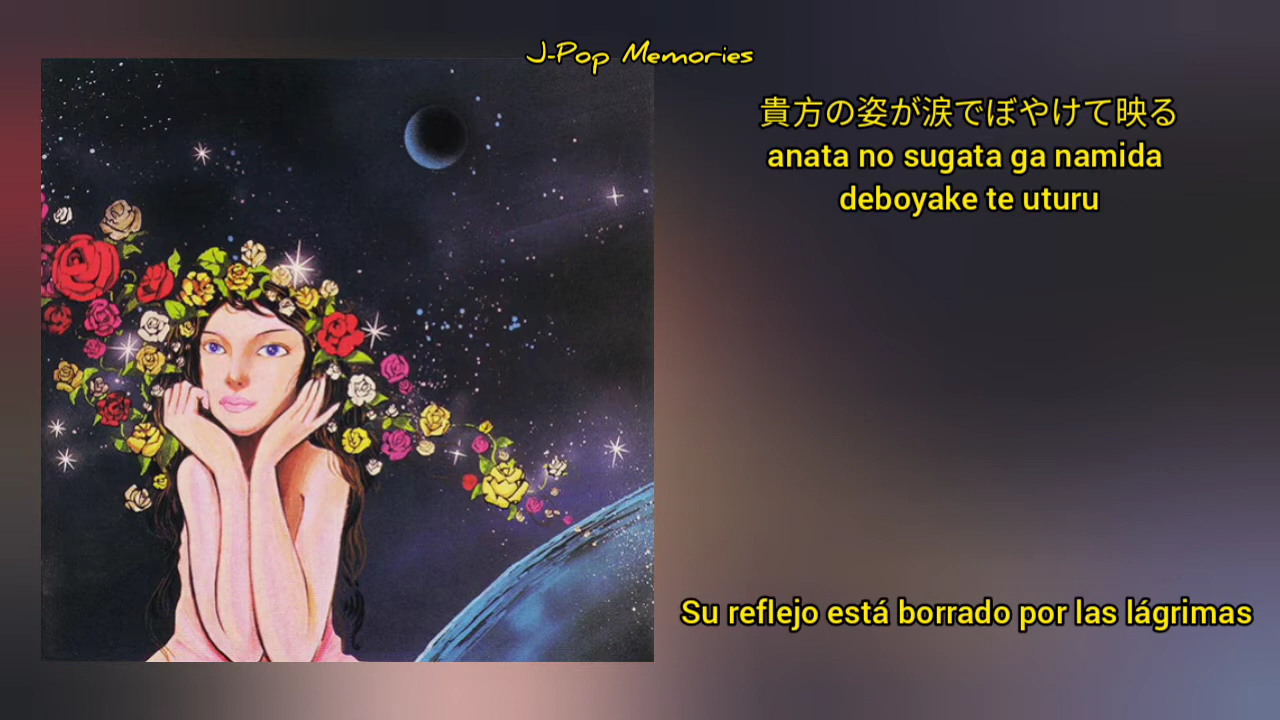 J-Pop Memories
貴方の姿が涙でぼやけて映る
anata no sugata ga namida
deboyake te uturu
Su reflejo está borrado por las lágrimas